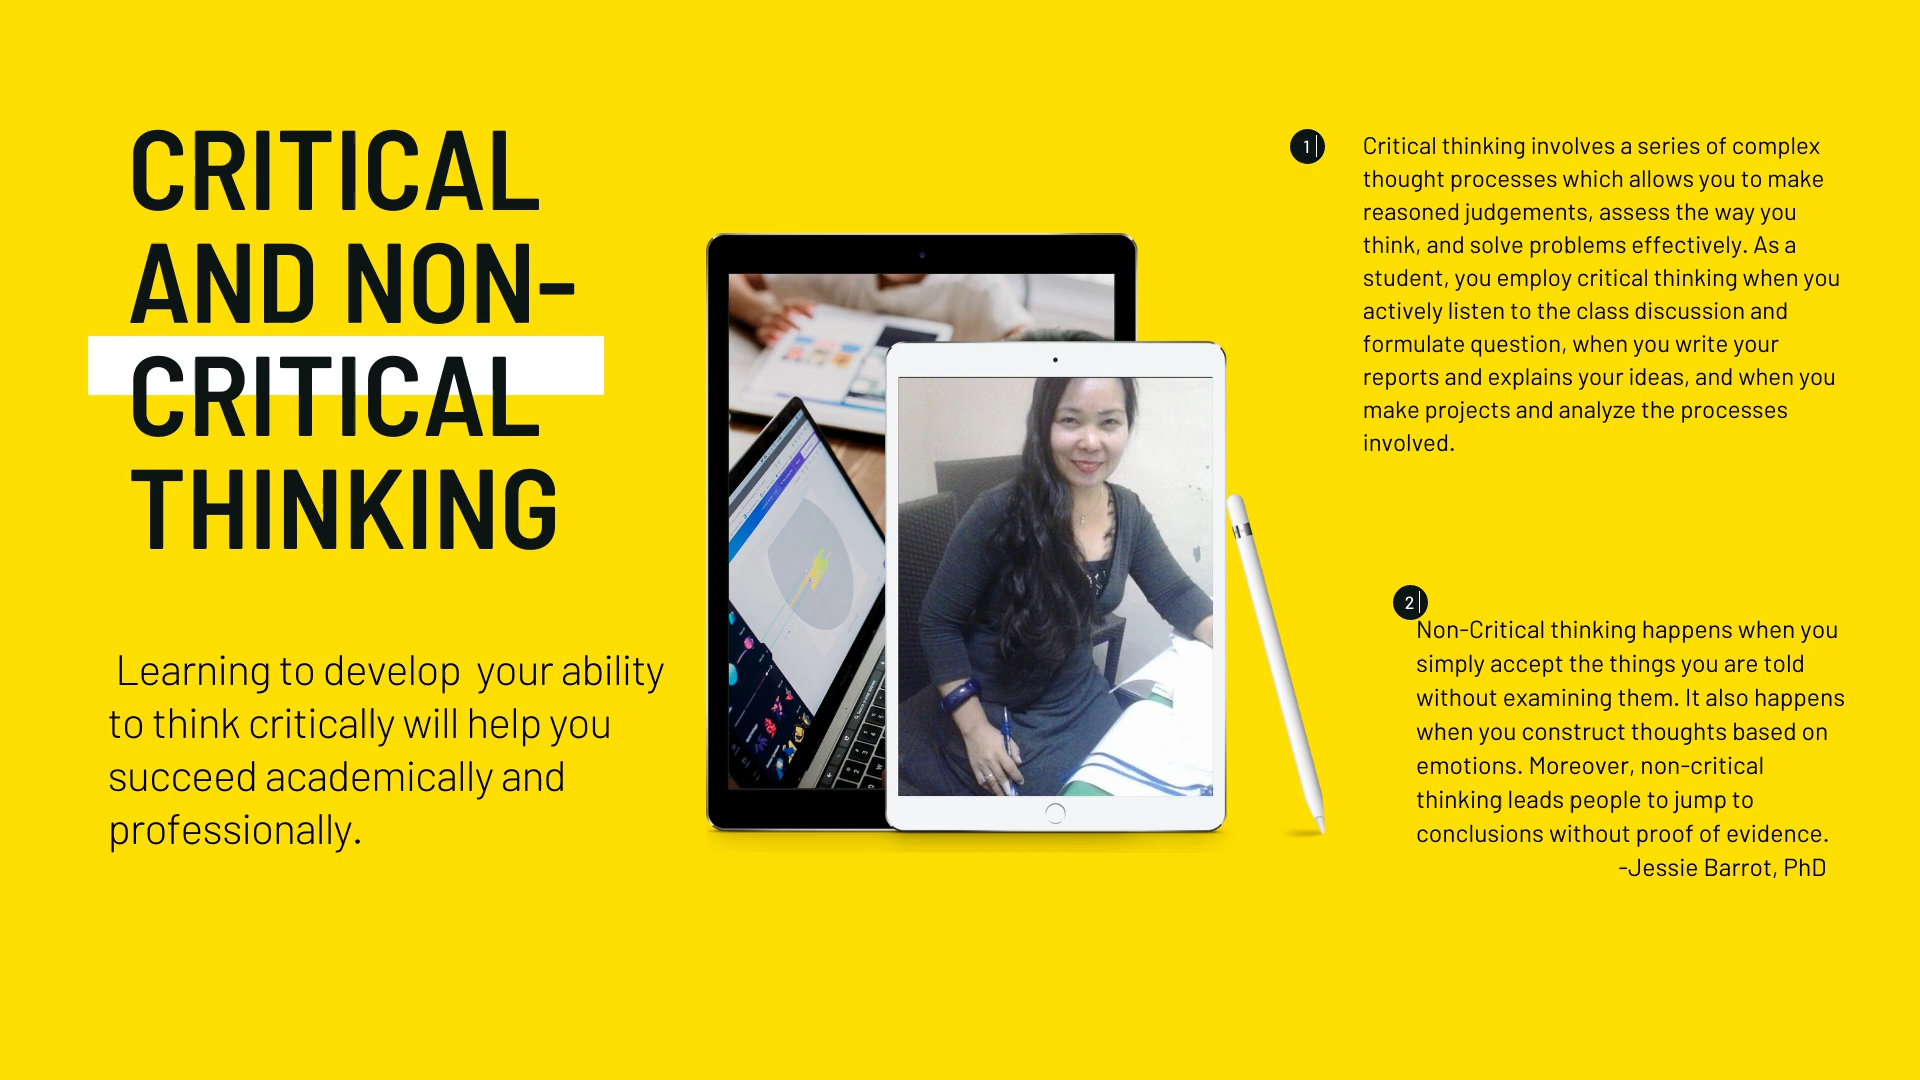 CRITICAL
AND NON-
CRITICAL
THINKING
Learning to develop your ability
to think critically will help you
succeed academically and
professionally.
1
Critical thinking involves a series of complex
thought processes which allows you to make
reasoned judgements, assess the way you
think, and solve problems effectively. As a
student, you employ critical thinking when you
actively listen to the class discussion and
formulate question, when you write your
reports and explains your ideas, and when you
make projects and analyze the processes
involved.
2
Non-Critical thinking happens when you
simply accept the things you are told
without examining them. It also happens
when you construct thoughts based on
emotions. Moreover, non-critical
thinking leads people to jump to
conclusions without proof of evidence.
-Jessie Barrot, PhD